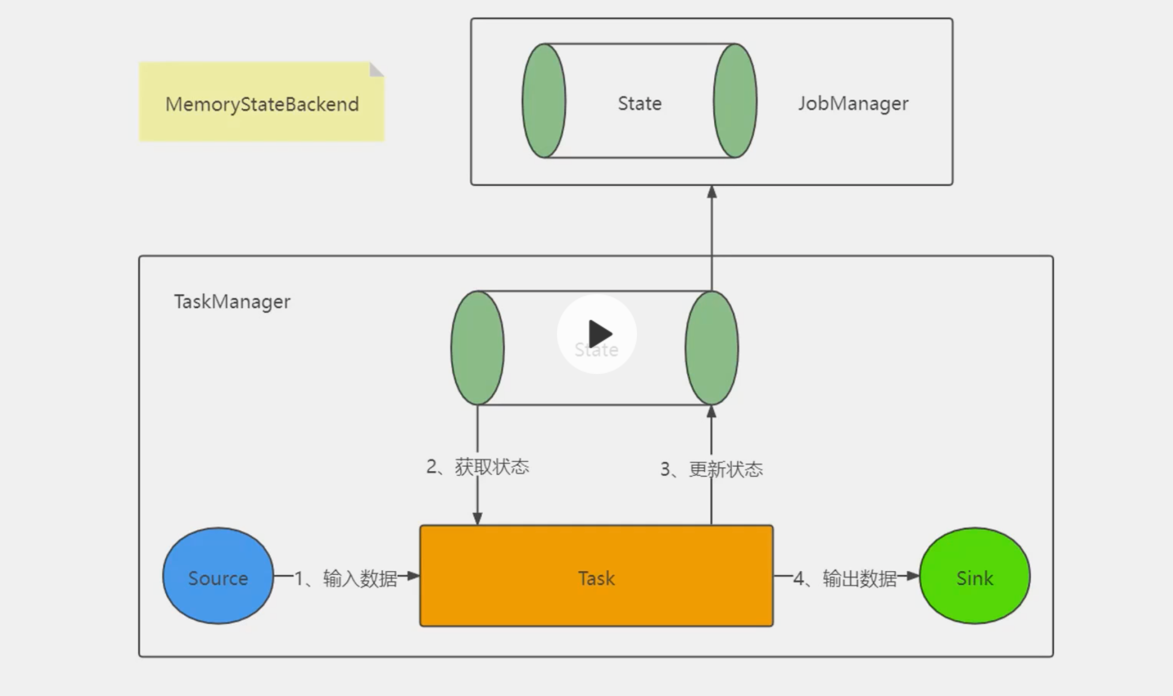 MemoryStateBackend
State
JobManager
TaskManager
State
2、获取状态
3、更新状态
Source
1、输入数据
Task
4、输出数据
Sink